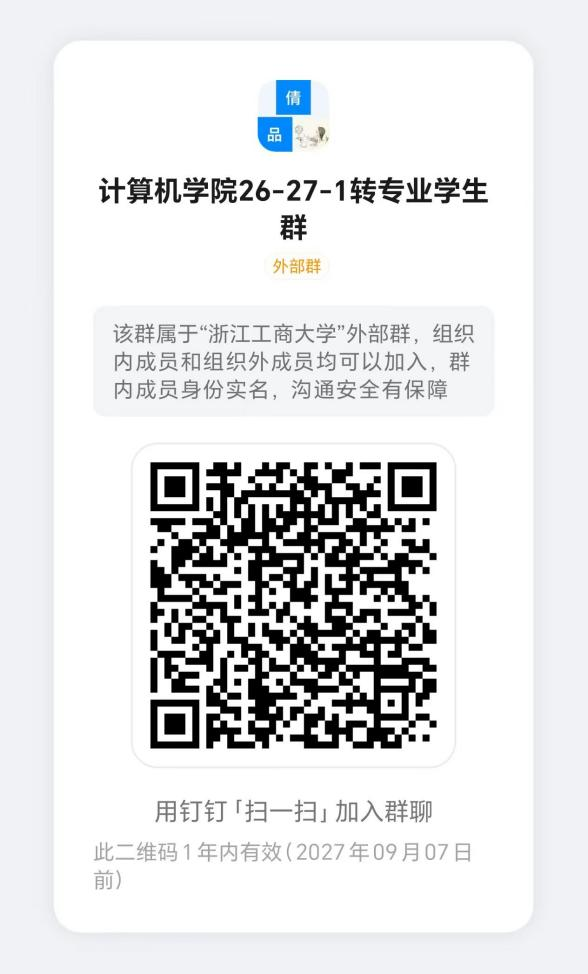 倩
品
计算机学院26-27-1转专业学生
群
外部群
该群属于“浙江工商大学”外部群，组织
内成员和组织外成员均可以加入，群
内成员身份实名，沟通安全有保障
用钉钉「扫一扫」加入群聊
此二维码1年内有效（2027年09月07日
前）